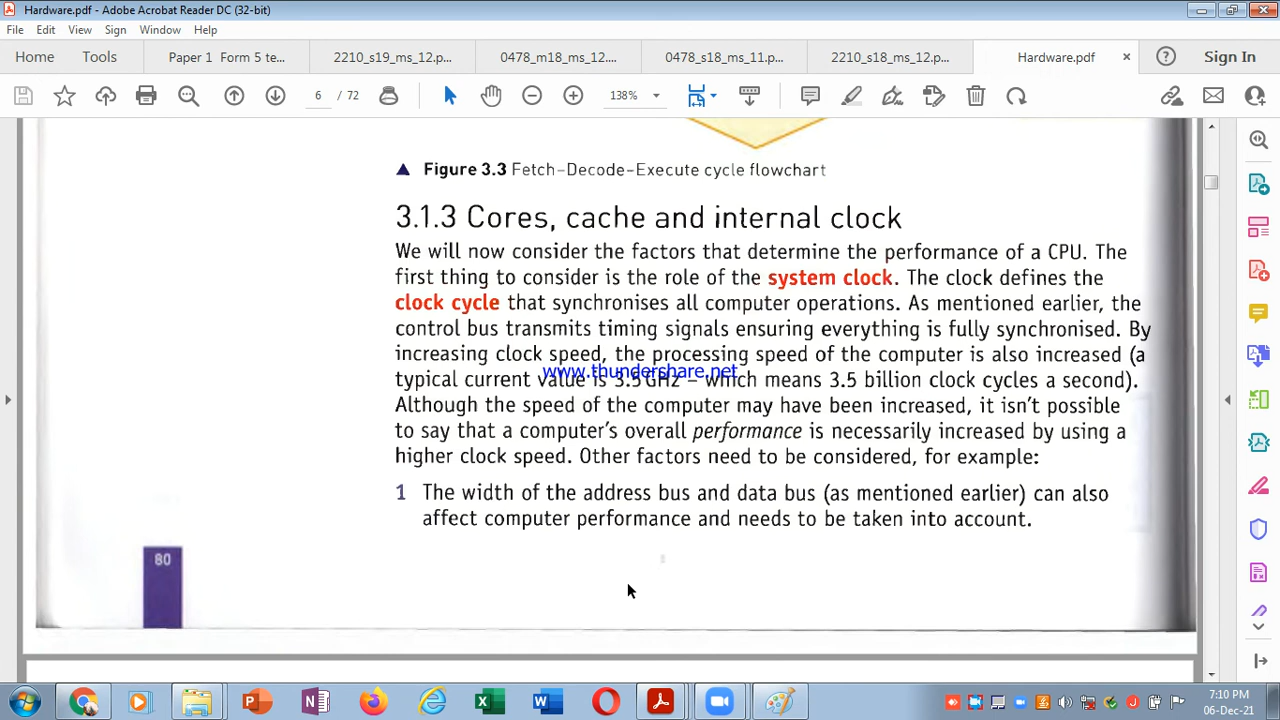 Hardware.pdf - Adobe Acrobat Reader DC (32-bit)
File Edit View Sign Window Help
Home Tools Paper 1 Form 5 te... 2210_s19_ms_12.p... 0478_m18_ms_12.... 0478_s18_ms_11.p... 2210_s18_ms_12.p... Hardware.pdf × Sign In
6 / 72 138%
Figure 3.3 Fetch–Decode–Execute cycle flowchart
3.1.3 Cores, cache and internal clock
We will now consider the factors that determine the performance of a CPU. The
first thing to consider is the role of the system clock. The clock defines the
clock cycle that synchronises all computer operations. As mentioned earlier, the
control bus transmits timing signals ensuring everything is fully synchronised. By
increasing clock speed, the processing speed of the computer is also increased (a
www.thundershare.net
typical current value is 3.5 GHz – which means 3.5 billion clock cycles a second).
Although the speed of the computer may have been increased, it isn't possible
to say that a computer's overall performance is necessarily increased by using a
higher clock speed. Other factors need to be considered, for example:
1 The width of the address bus and data bus (as mentioned earlier) can also
affect computer performance and needs to be taken into account.
80
7:10 PM
06-Dec-21